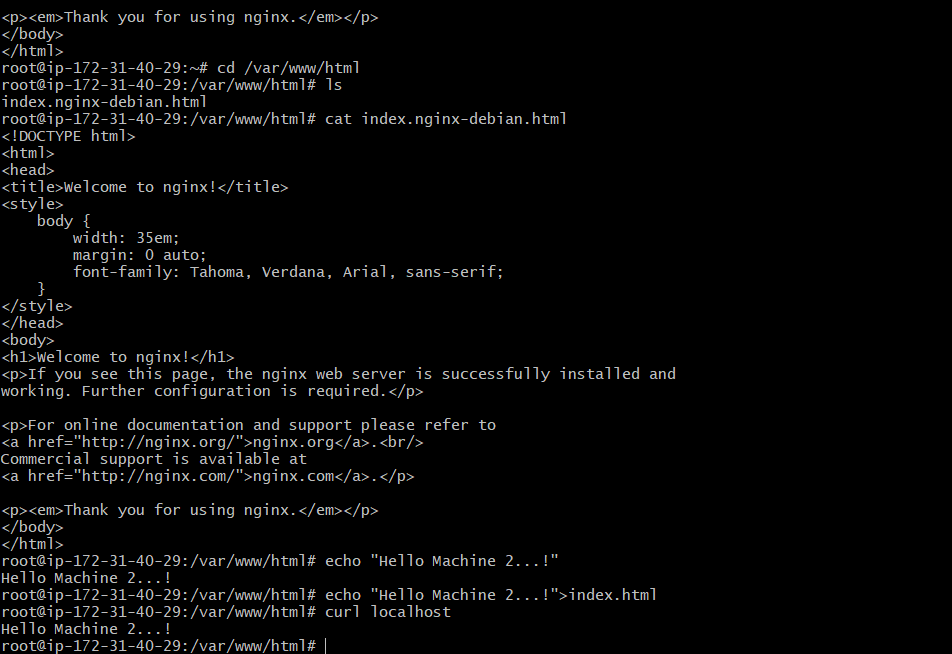 <p><em>Thank you for using nginx.</em></p>
</body>
</html>
root@ip-172-31-40-29:~# cd /var/www/html
root@ip-172-31-40-29:/var/www/html# ls
index.nginx-debian.html
root@ip-172-31-40-29:/var/www/html# cat index.nginx-debian.html
<!DOCTYPE html>
<html>
<head>
<title>Welcome to nginx!</title>
<style>
    body {
        width: 35em;
        margin: 0 auto;
        font-family: Tahoma, Verdana, Arial, sans-serif;
    }
</style>
</head>
<body>
<h1>Welcome to nginx!</h1>
<p>If you see this page, the nginx web server is successfully installed and
working. Further configuration is required.</p>

<p>For online documentation and support please refer to
<a href="http://nginx.org/">nginx.org</a>.<br/>
Commercial support is available at
<a href="http://nginx.com/">nginx.com</a>.</p>

<p><em>Thank you for using nginx.</em></p>
</body>
</html>
root@ip-172-31-40-29:/var/www/html# echo "Hello Machine 2...!"
Hello Machine 2...!
root@ip-172-31-40-29:/var/www/html# echo "Hello Machine 2...!">index.html
root@ip-172-31-40-29:/var/www/html# curl localhost
Hello Machine 2...!
root@ip-172-31-40-29:/var/www/html#